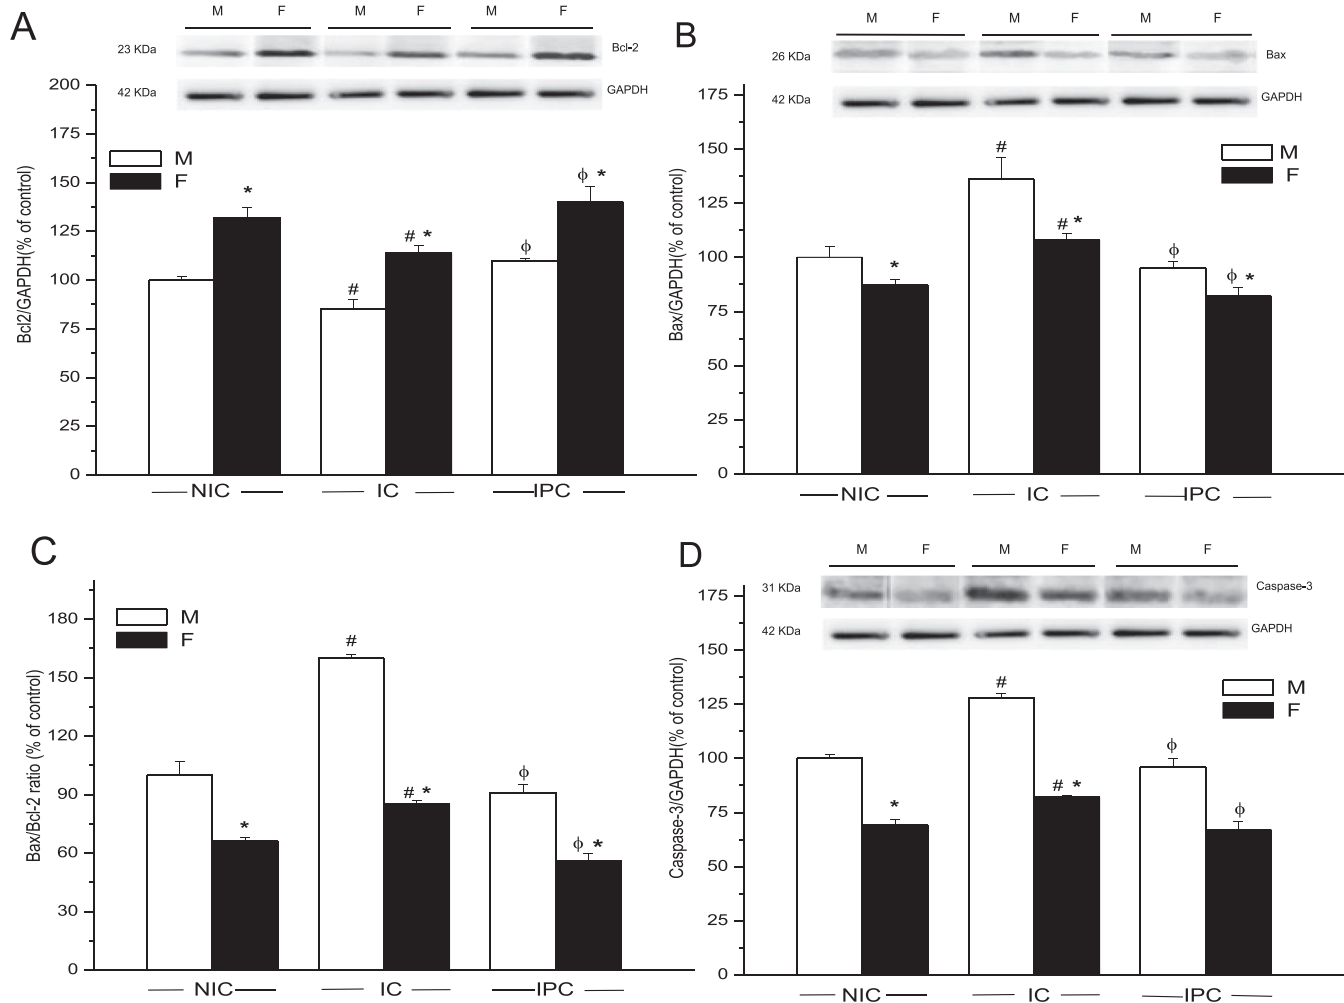 A
M F M F M F
23 KDa Bcl-2
42 KDa GAPDH
200
175
150
125
100
75
50
25
0
Bcl2/GAPDH(% of control)
M
F
*
#
# *
ϕ
ϕ *
NIC IC IPC
B
M F M F M F
26 KDa Bax
42 KDa GAPDH
175
150
125
100
75
50
25
0
Bax/GAPDH(% of control)
M
F
*
#
# *
ϕ
ϕ *
NIC IC IPC
C
180
150
120
90
60
30
0
Bax/Bcl-2 ratio (% of control)
M
F
*
#
# *
ϕ
ϕ *
NIC IC IPC
D
M F M F M F
31 KDa Caspase-3
42 KDa GAPDH
175
150
125
100
75
50
25
0
Caspase-3/GAPDH(% of control)
M
F
*
#
# *
ϕ
ϕ
NIC IC IPC